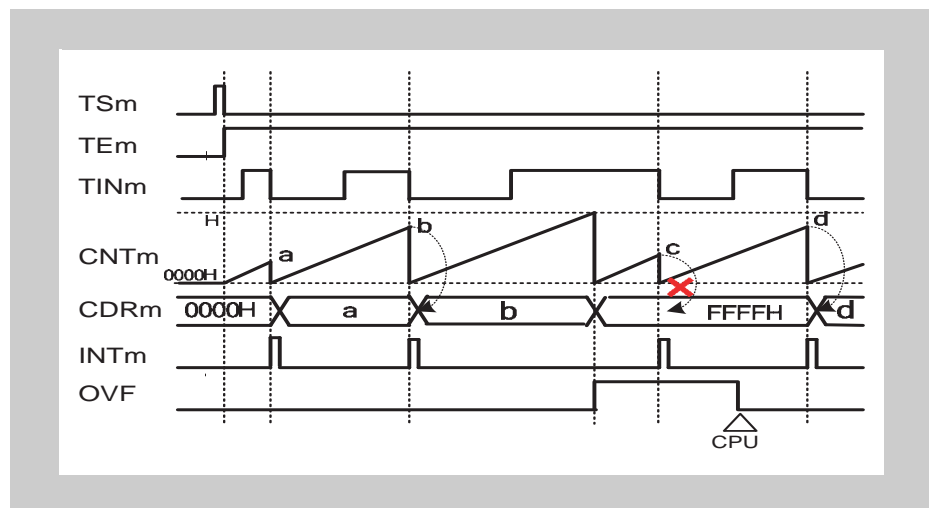 TSm
TEm
TINm
H
CNTm
a
b
c
d
0000H
CDRm
0000H a b FFFFH d
INTm
OVF
CPU